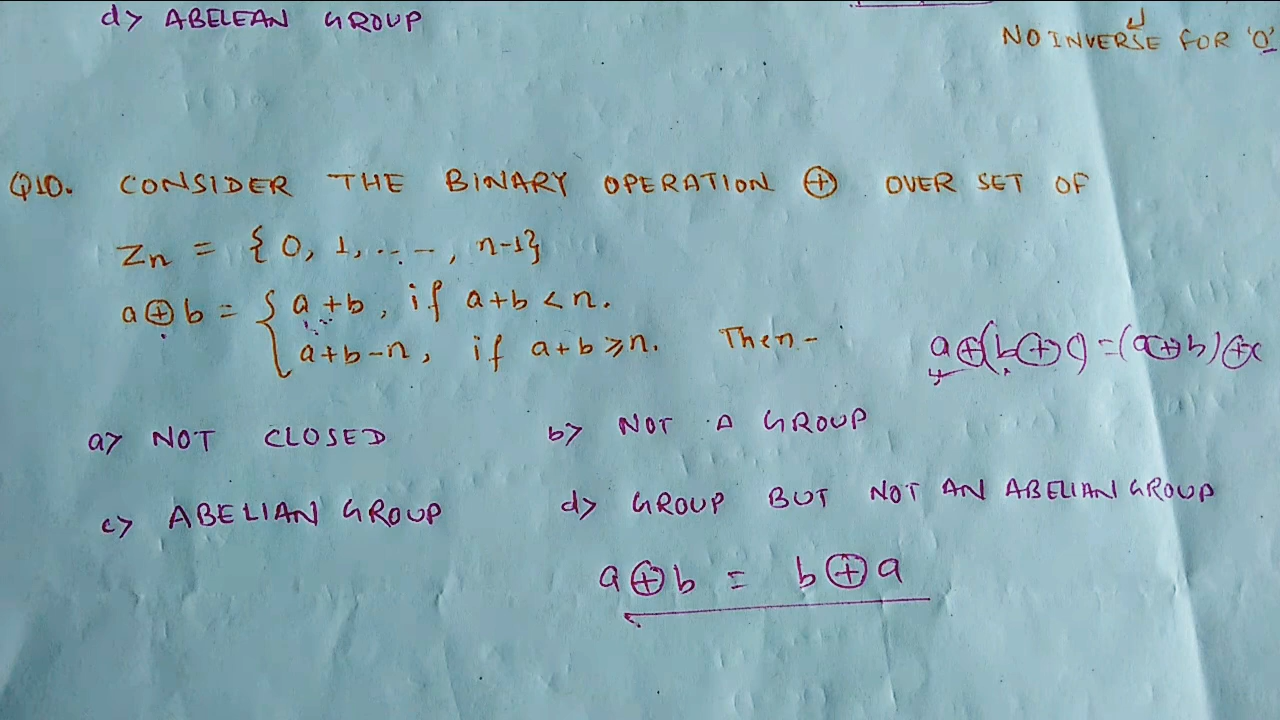 d> ABELEAN GROUP
NO INVERSE FOR 'O'
Q10. CONSIDER THE BINARY OPERATION ⊕ OVER SET OF
Zn = { 0, 1, ..-, n-1}
a⊕b = { a+b, if a+b < n.
a+b-n, if a+b ≥ n. Then-
a⊕(b⊕c)=(a⊕b)⊕c
a> NOT CLOSED
b> NOT A GROUP
c> ABELIAN GROUP
d> GROUP BUT NOT AN ABELIAN GROUP
a⊕b = b⊕a